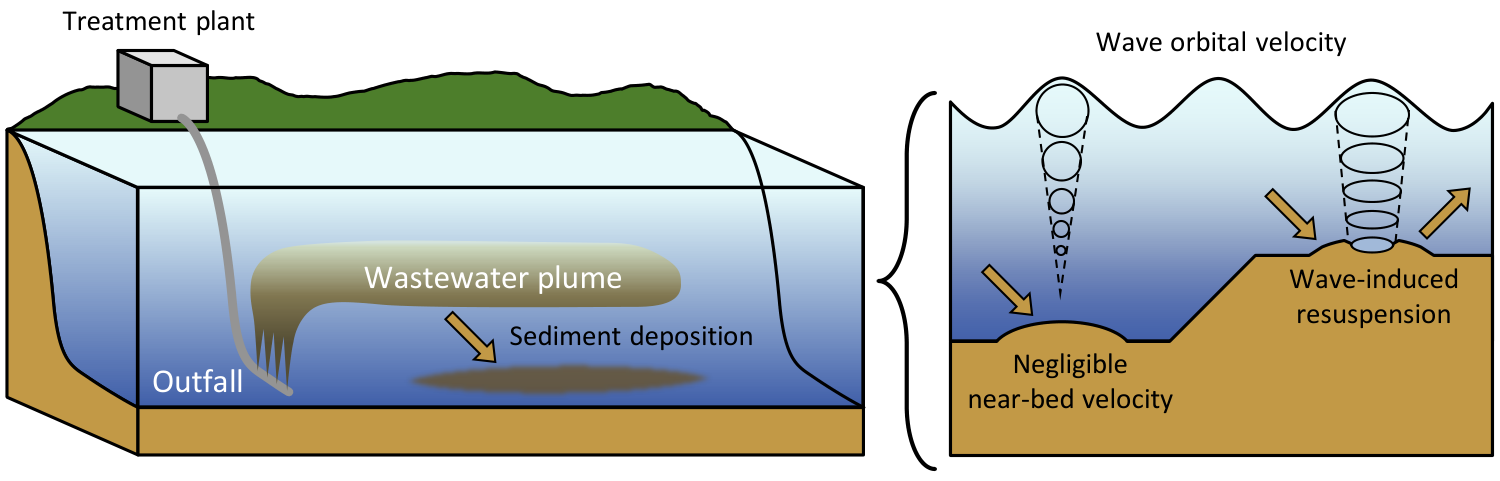 Treatment plant
Wastewater plume
Sediment deposition
Outfall
Wave orbital velocity
Wave-induced
resuspension
Negligible
near-bed velocity